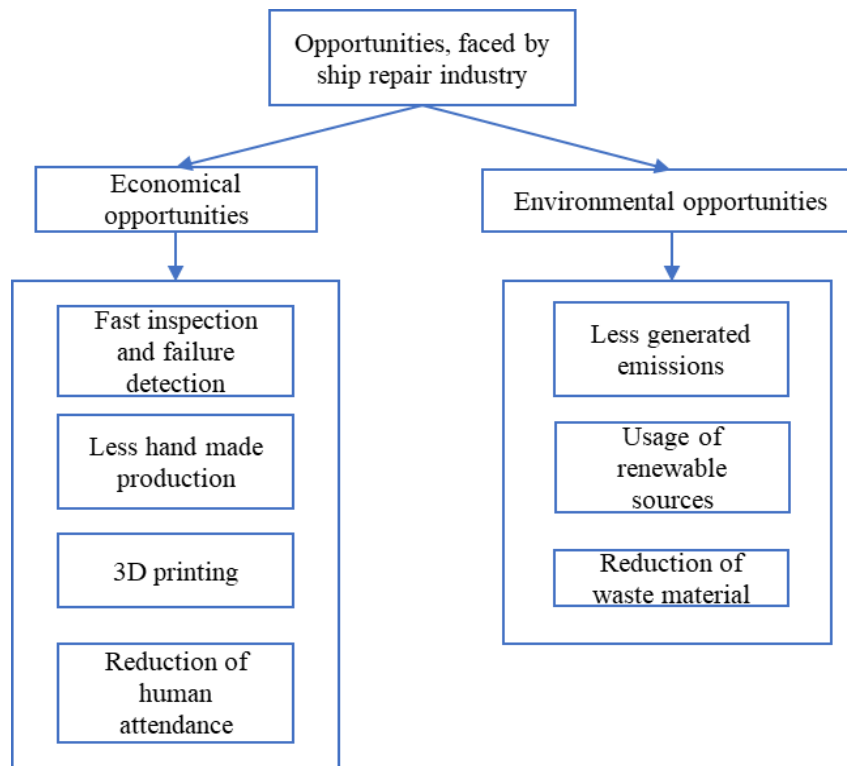 Opportunities, faced by
ship repair industry
Economical
opportunities
Environmental opportunities
Fast inspection
and failure
detection
Less hand made
production
3D printing
Reduction of
human
attendance
Less generated
emissions
Usage of
renewable
sources
Reduction of
waste material